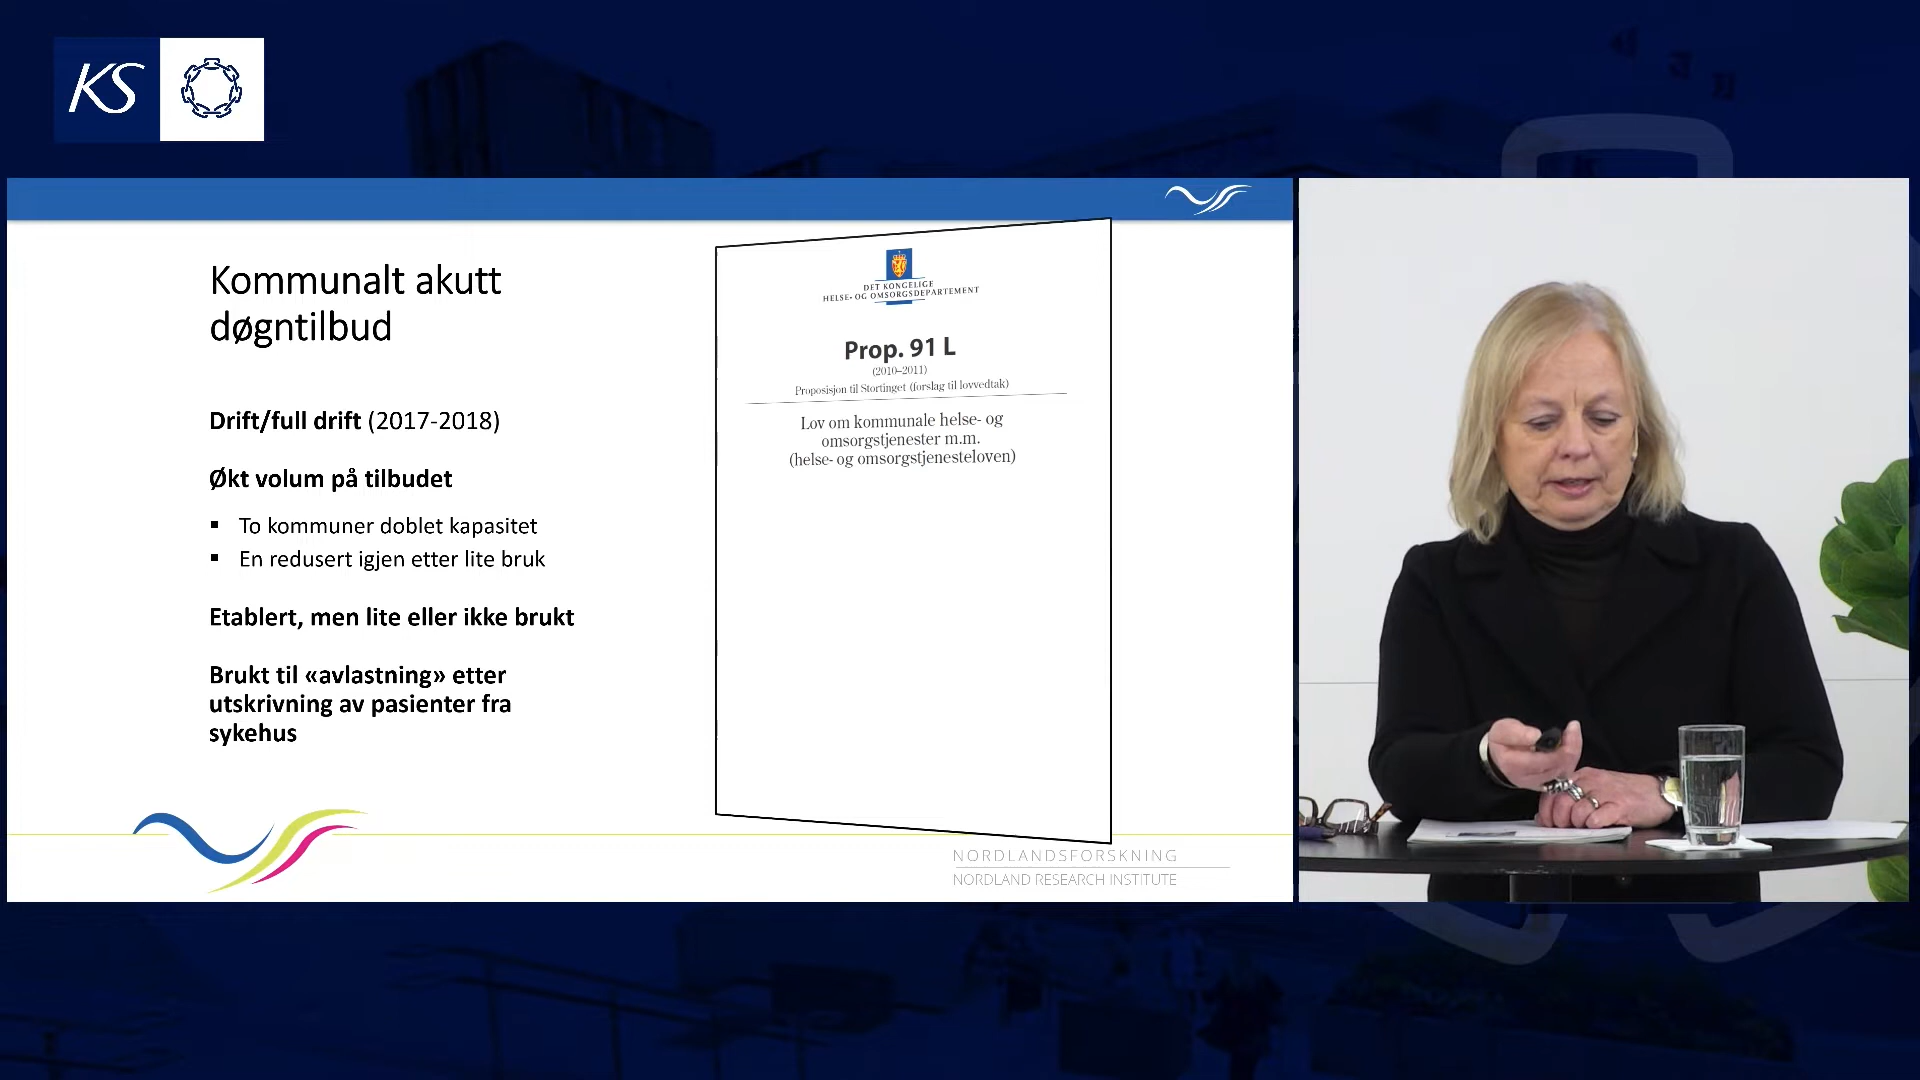 KS
Kommunalt akutt
døgntilbud
Drift/full drift (2017-2018)
Økt volum på tilbudet
▪ To kommuner doblet kapasitet
▪ En redusert igjen etter lite bruk
Etablert, men lite eller ikke brukt
Brukt til «avlastning» etter
utskrivning av pasienter fra
sykehus
DET KONGELIGE
HELSE- OG OMSORGSDEPARTEMENT
Prop. 91 L
(2010–2011)
Proposisjon til Stortinget (forslag til lovvedtak)
Lov om kommunale helse- og
omsorgstjenester m.m.
(helse- og omsorgstjenesteloven)
NORDLANDSFORSKNING
NORDLAND RESEARCH INSTITUTE